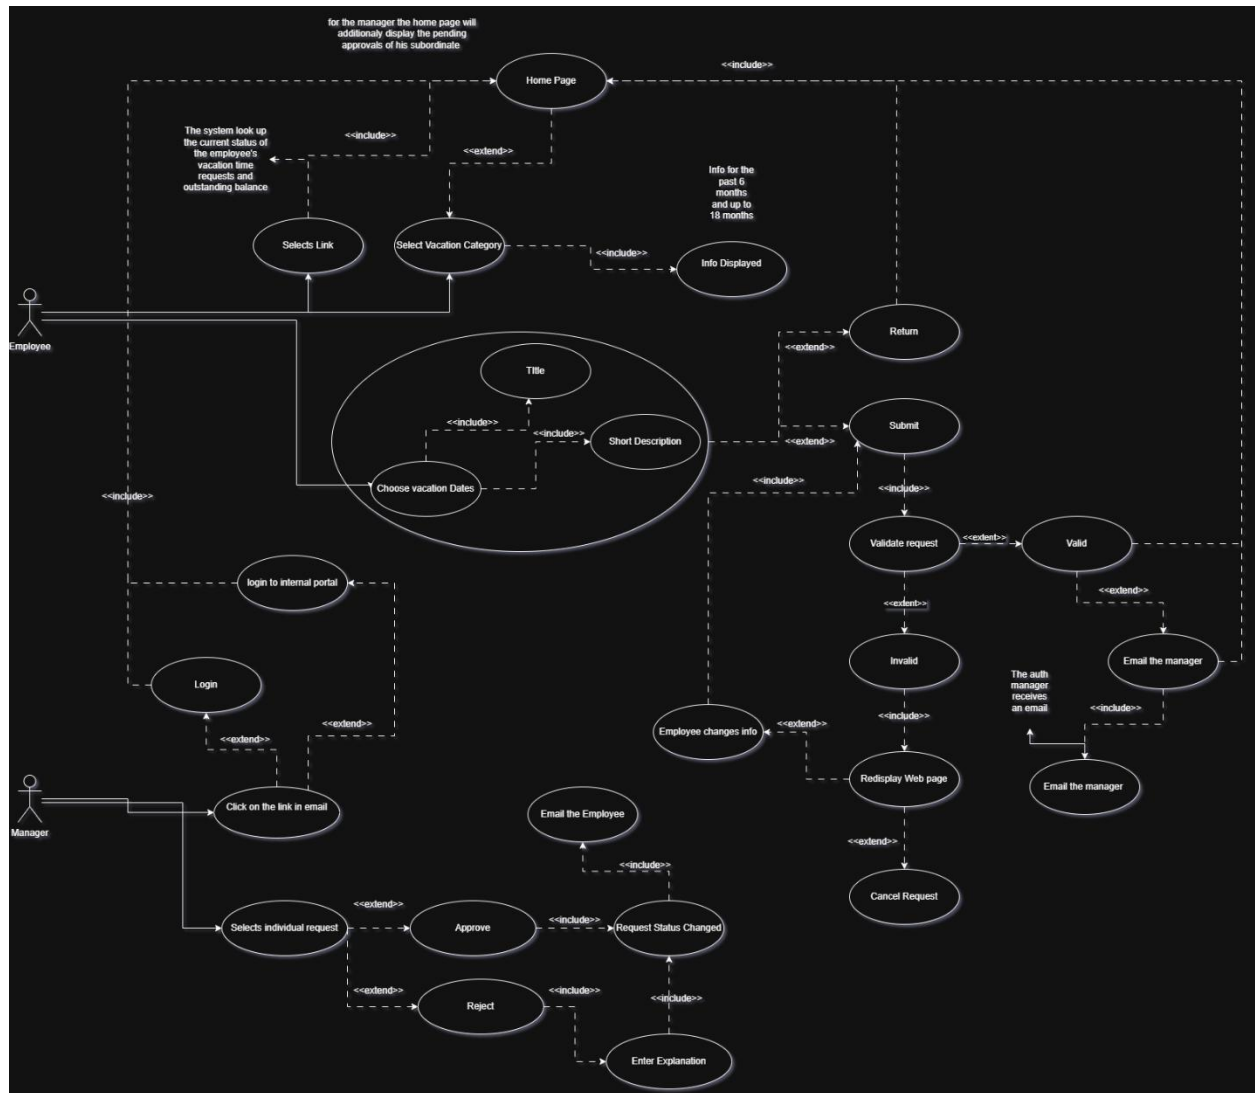 for the manager the home page will
additionaly display the pending
approvals of his subordinate
Home Page
<<include>>
The system look up
the current status of
the employee's
vacation time
requests and
outstanding balance
<<include>>
<<extend>>
Info for the
past 6
months
and up to
18 months
Selects Link
Select Vacation Category
<<include>>
Info Displayed
Employee
Return
<<extend>>
TItle
<<include>>
<<include>>
Short Description
<<extend>>
Submit
Choose vacation Dates
<<include>>
<<include>>
<<include>>
Validate request
<<extent>>
Valid
login to internal portal
<<extent>>
<<extend>>
Login
Invalid
Email the manager
The auth
manager
receives
an email
<<include>>
<<include>>
<<extend>>
<<extend>>
Employee changes info
<<extend>>
Redisplay Web page
Email the manager
Manager
Click on the link in email
Email the Employee
<<extend>>
<<include>>
Cancel Request
Selects individual request
<<extend>>
Approve
<<include>>
Request Status Changed
<<extend>>
Reject
<<include>>
<<include>>
Enter Explanation